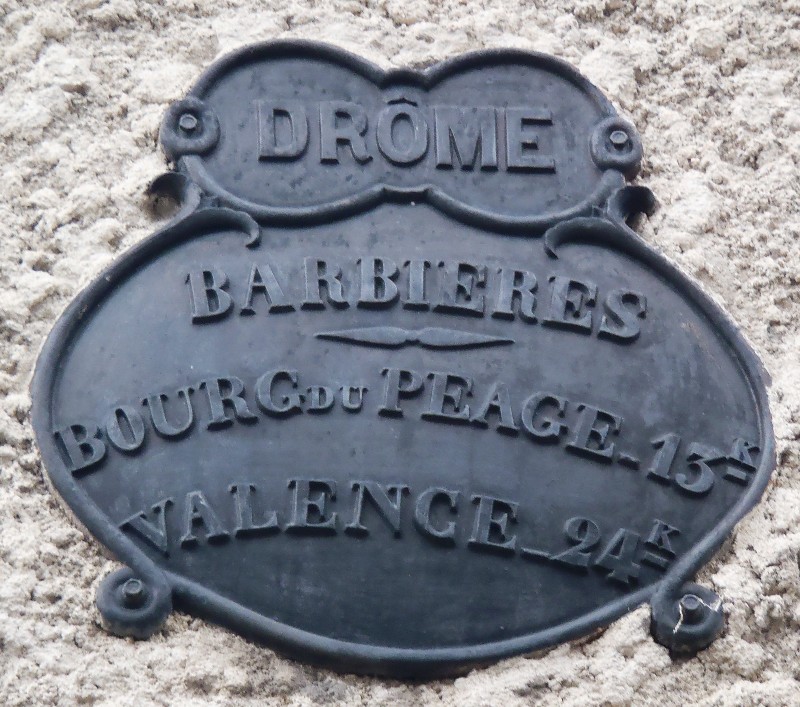 DRÔME
BARBIERES
BOURG DU PEAGE_13K
VALENCE_24K